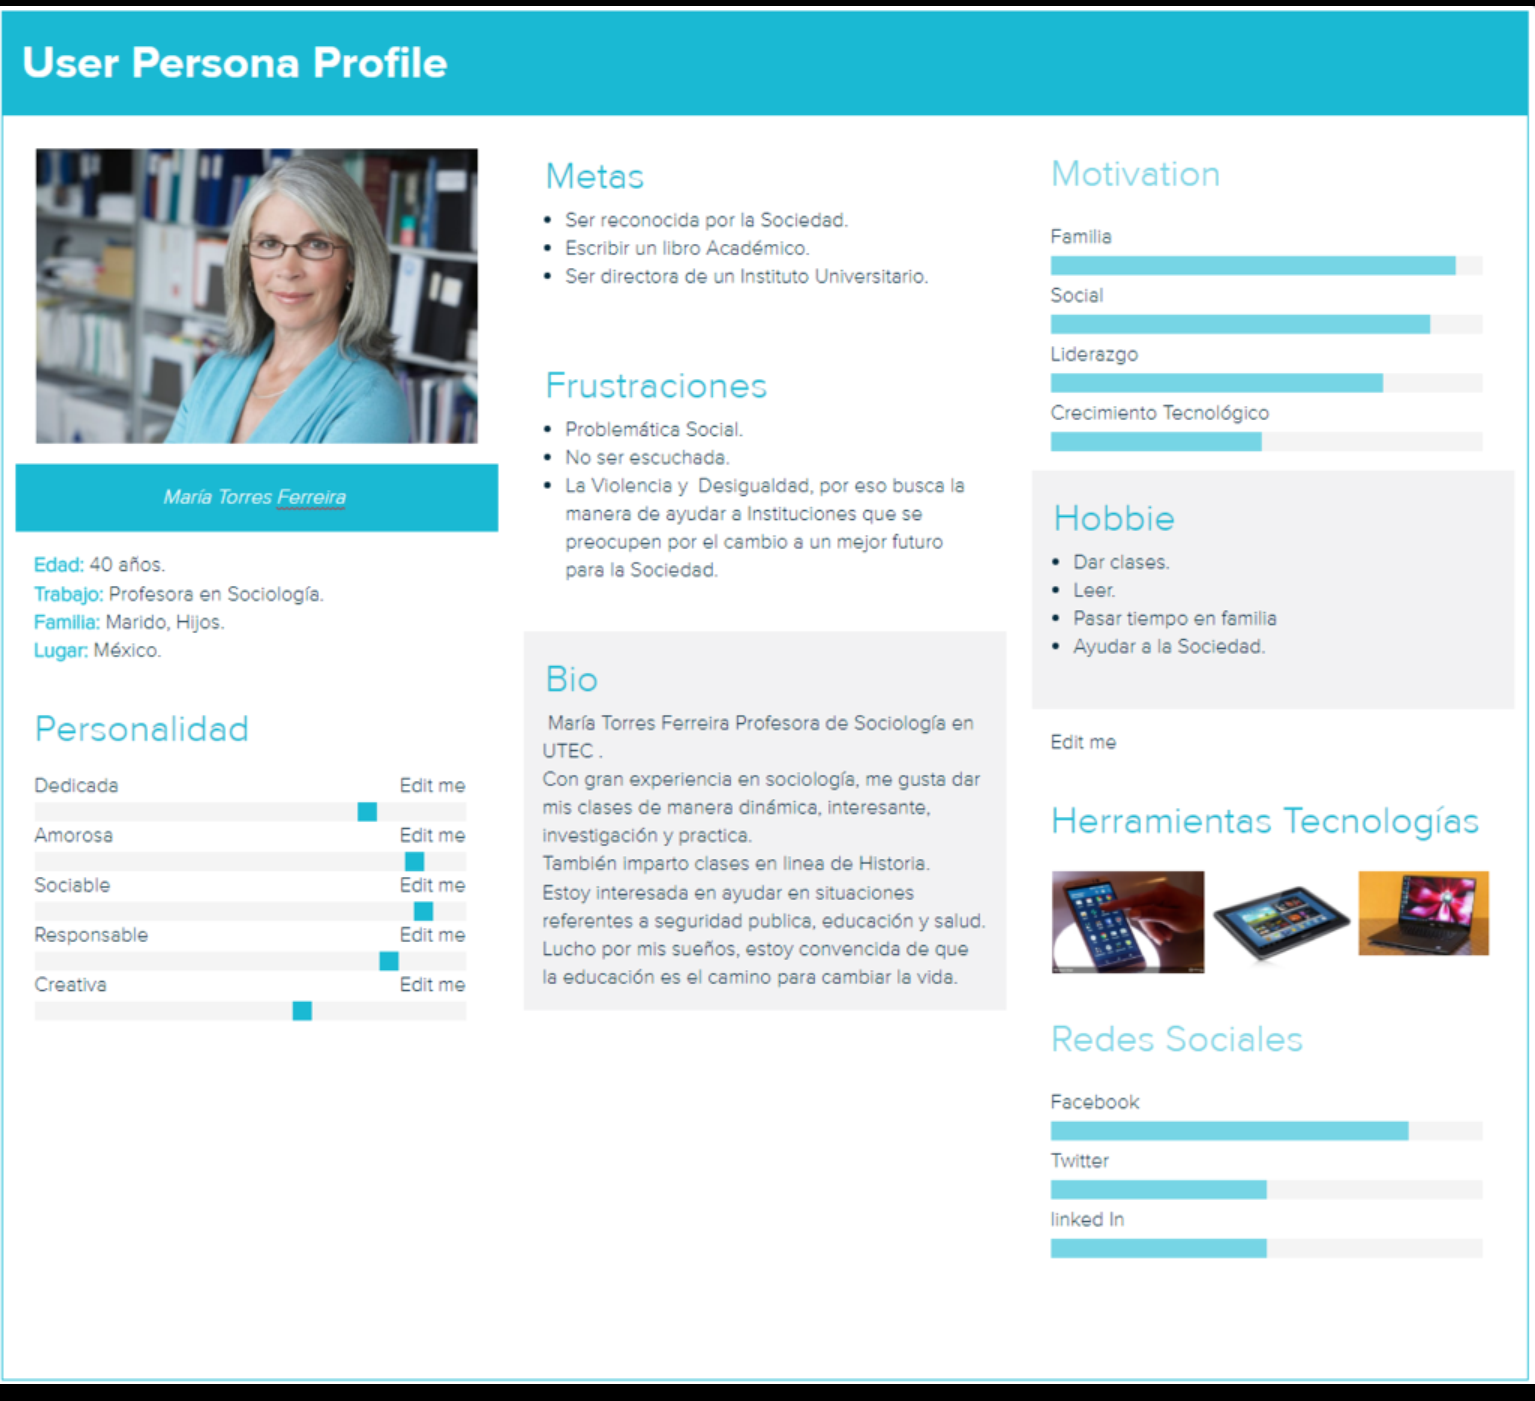 User Persona Profile
María Torres Ferreira
Edad: 40 años.
Trabajo: Profesora en Sociología.
Familia: Marido, Hijos.
Lugar: México.
Personalidad
Dedicada Edit me
Amorosa Edit me
Sociable Edit me
Responsable Edit me
Creativa Edit me
Metas
• Ser reconocida por la Sociedad.
• Escribir un libro Académico.
• Ser directora de un Instituto Universitario.
Frustraciones
• Problemática Social.
• No ser escuchada.
• La Violencia y Desigualdad, por eso busca la
manera de ayudar a Instituciones que se
preocupen por el cambio a un mejor futuro
para la Sociedad.
Bio
María Torres Ferreira Profesora de Sociología en
UTEC .
Con gran experiencia en sociología, me gusta dar
mis clases de manera dinámica, interesante,
investigación y practica.
También imparto clases en linea de Historia.
Estoy interesada en ayudar en situaciones
referentes a seguridad publica, educación y salud.
Lucho por mis sueños, estoy convencida de que
la educación es el camino para cambiar la vida.
Motivation
Familia
Social
Liderazgo
Crecimiento Tecnológico
Hobbie
• Dar clases.
• Leer.
• Pasar tiempo en familia
• Ayudar a la Sociedad.
Edit me
Herramientas Tecnologías
Redes Sociales
Facebook
Twitter
linked In